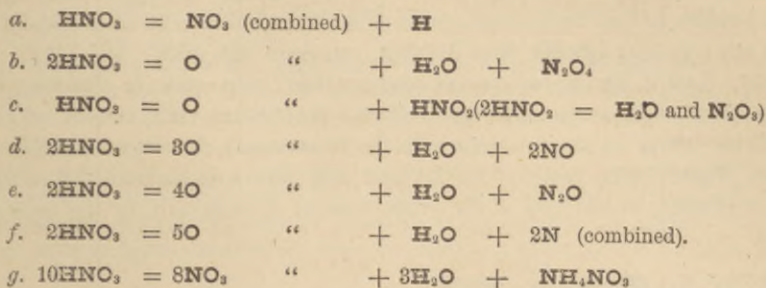 a. HNO₃ = NO₃ (combined) + H
b. 2HNO₃ = O " + H₂O + N₂O₄
c. HNO₃ = O " + HNO₂(2HNO₂ = H₂O and N₂O₃)
d. 2HNO₃ = 3O " + H₂O + 2NO
e. 2HNO₃ = 4O " + H₂O + N₂O
f. 2HNO₃ = 5O " + H₂O + 2N (combined).
g. 10HNO₃ = 8NO₃ " + 3H₂O + NH₄NO₃